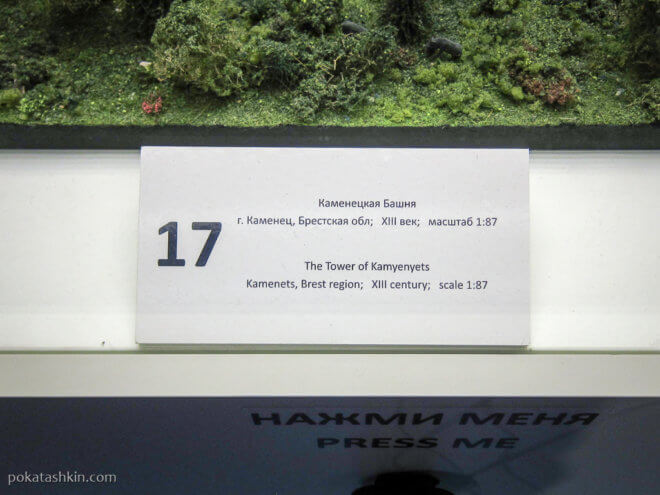 17
Каменецкая Башня
г. Каменец, Брестская обл; XIII век; масштаб 1:87
The Tower of Kamyenyets
Kamenets, Brest region; XIII century; scale 1:87
НАЖМИ МЕНЯ
PRESS ME
pokatashkin.com